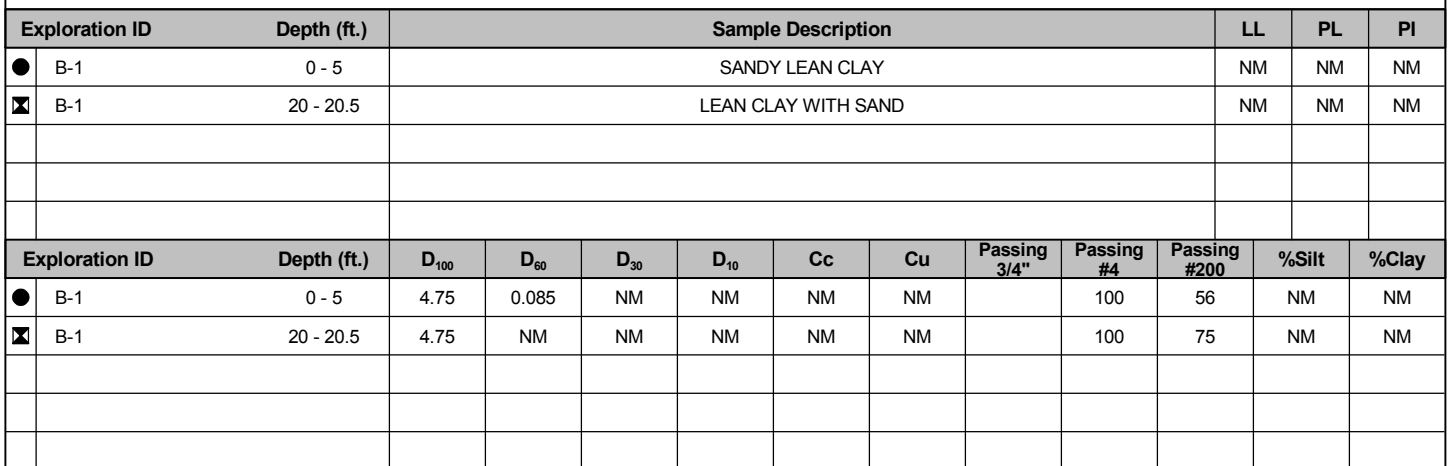 Exploration ID Depth (ft.) Sample Description LL PL PI
B-1 0 - 5 SANDY LEAN CLAY NM NM NM
B-1 20 - 20.5 LEAN CLAY WITH SAND NM NM NM
Exploration ID Depth (ft.) D100 D60 D30 D10 Cc Cu Passing 3/4" Passing #4 Passing #200 %Silt %Clay
B-1 0 - 5 4.75 0.085 NM NM NM NM 100 56 NM NM
B-1 20 - 20.5 4.75 NM NM NM NM NM 100 75 NM NM